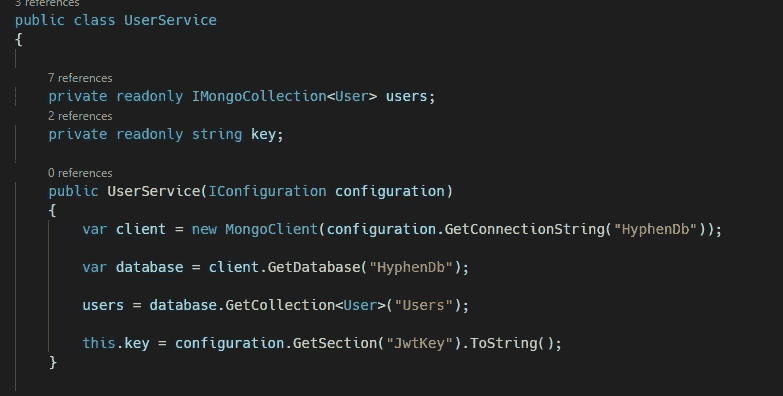 3 references
public class UserService
{
7 references
private readonly IMongoCollection<User> users;
2 references
private readonly string key;
0 references
public UserService(IConfiguration configuration)
{
var client = new MongoClient(configuration.GetConnectionString("HyphenDb"));
var database = client.GetDatabase("HyphenDb");
users = database.GetCollection<User>("Users");
this.key = configuration.GetSection("JwtKey").ToString();
}